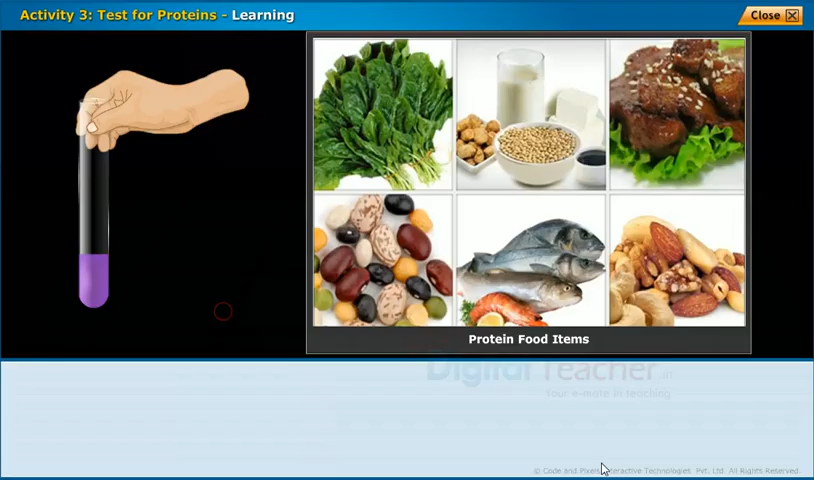 Activity 3: Test for Proteins - Learning
Close
Protein Food Items
Digital Teacher
Your e-mate in teaching
© Code and Pixels Interactive Technologies Pvt. Ltd. All Rights Reserved.